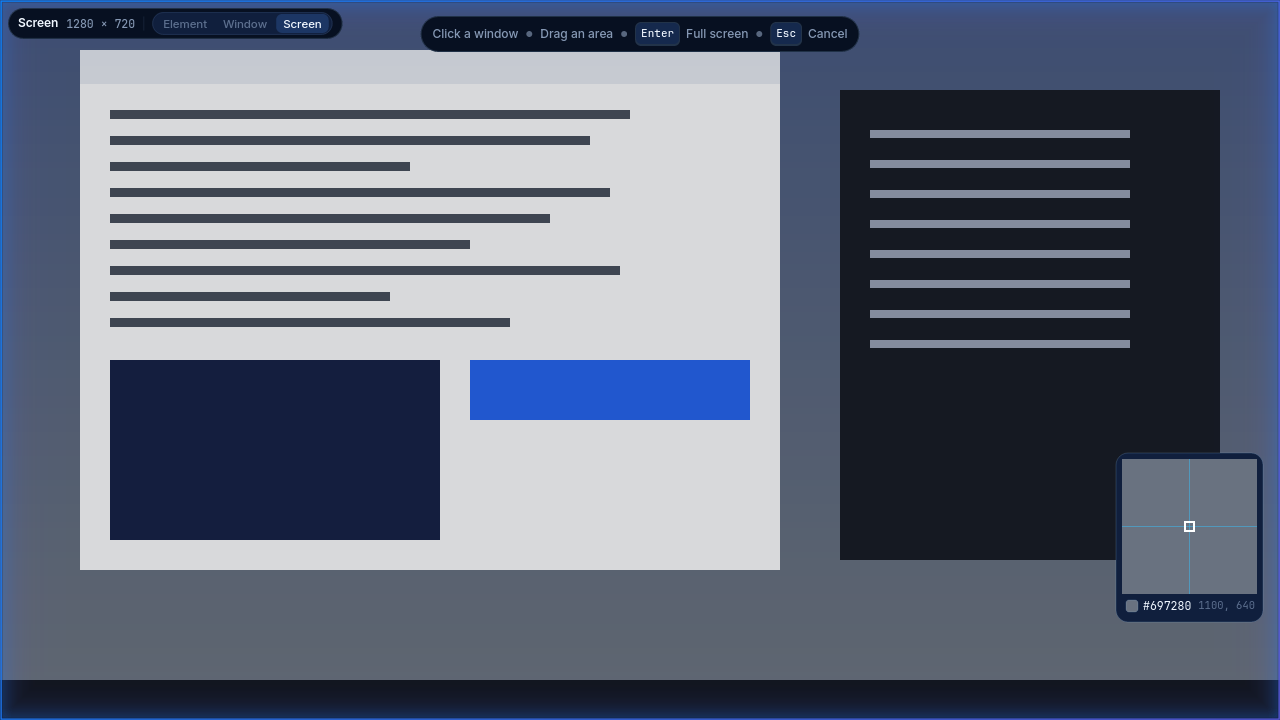 Screen 1280 × 720 Element Window Screen
Click a window • Drag an area • Enter Full screen • Esc Cancel
#697280 1100, 640